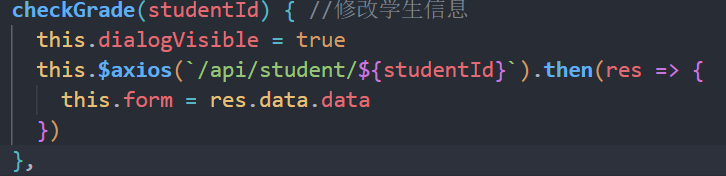 checkGrade(studentId) { //修改学生信息
this.dialogVisible = true
this.$axios(`/api/student/${studentId}`).then(res => {
this.form = res.data.data
})
},